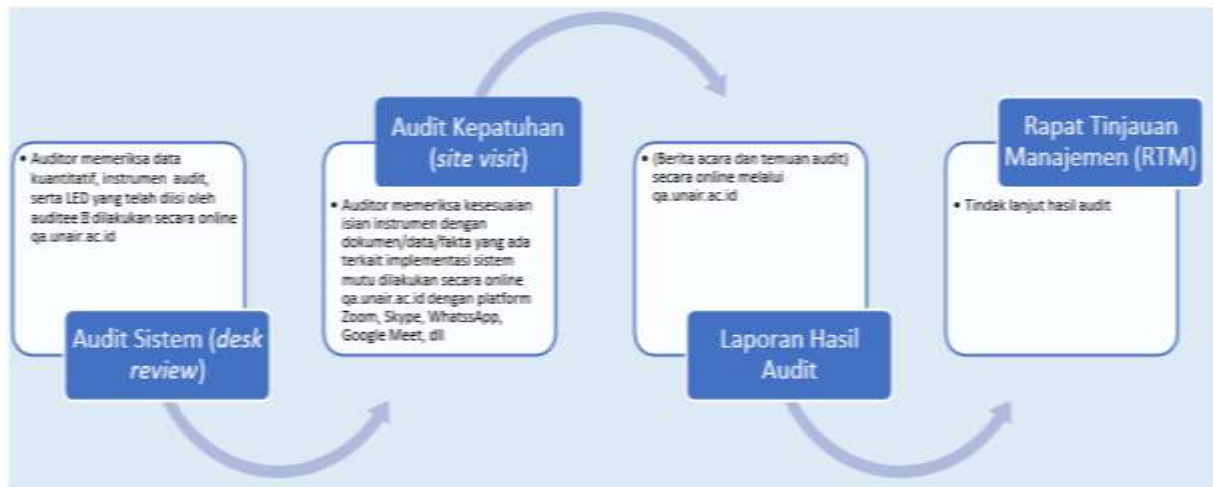 • Auditor memeriksa data
kuantitatif, instrumen audit,
serta LED yang telah diisi oleh
auditee � dilakukan secara online
qa.unair.ac.id
Audit Sistem (desk
review)
Audit Kepatuhan
(site visit)
• Auditor memeriksa kesesuaian
isian instrumen dengan
dokumen/data/fakta yang ada
terkait implementasi sistem
mutu dilakukan secara online
qa.unair.ac.id dengan platform
Zoom, Skype, WhatssApp,
Google Meet, dll
• (Berita acara dan temuan audit)
secara online melalui
qa.unair.ac.id
Laporan Hasil
Audit
Rapat Tinjauan
Manajemen (RTM)
• Tindak lanjut hasil audit